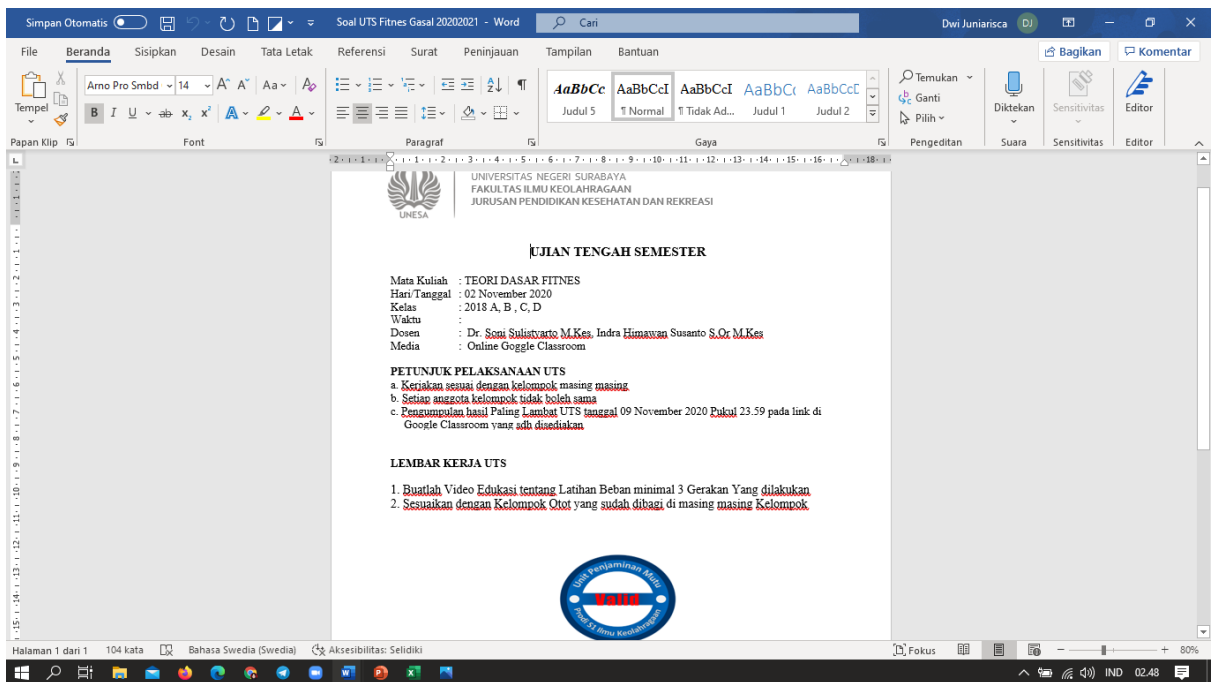 Simpan Otomatis
Soal UTS Fitnes Gasal 20202021 - Word
Cari
Dwi Juniarisca DJ
File Beranda Sisipkan Desain Tata Letak Referensi Surat Peninjauan Tampilan Bantuan
Bagikan Komentar
Tempel
Arno Pro Smbd 14
AaBbCc AaBbCcI AaBbCcI AaBbCc AaBbCcD
Judul 5 ¶ Normal ¶ Tidak Ad... Judul 1 Judul 2
Temukan
Ganti
Pilih
Diktekan Sensitivitas Editor
Papan Klip Font Paragraf Gaya Pengeditan Suara Sensitivitas Editor
UNESA
UNIVERSITAS NEGERI SURABAYA
FAKULTAS ILMU KEOLAHRAGAAN
JURUSAN PENDIDIKAN KESEHATAN DAN REKREASI
UJIAN TENGAH SEMESTER
Mata Kuliah : TEORI DASAR FITNES
Hari/Tanggal : 02 November 2020
Kelas : 2018 A, B , C, D
Waktu :
Dosen : Dr. Soni Sulistyarto M.Kes, Indra Himawan Susanto S.Or M.Kes
Media : Online Goggle Classroom
PETUNJUK PELAKSANAAN UTS
a. Kerjakan sesuai dengan kelompok masing masing
b. Setiap anggota kelompok tidak boleh sama
c. Pengumpulan hasil Paling Lambat UTS tanggal 09 November 2020 Pukul 23.59 pada link di
Google Classroom yang sdh disediakan
LEMBAR KERJA UTS
1. Buatlah Video Edukasi tentang Latihan Beban minimal 3 Gerakan Yang dilakukan
2. Sesuaikan dengan Kelompok Otot yang sudah dibagi di masing masing Kelompok
Unit Penjaminan Mutu
Valid
Prodi S1 Ilmu Keolahragaan
Halaman 1 dari 1 104 kata Bahasa Swedia (Swedia) Aksesibilitas: Selidiki
Fokus 80%
IND 02.48